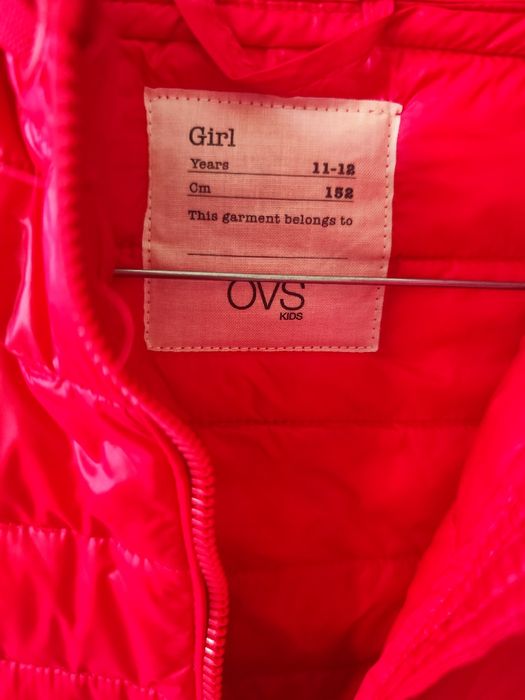 Girl
Years 11-12
Cm 152
This garment belongs to
OVS
KIDS